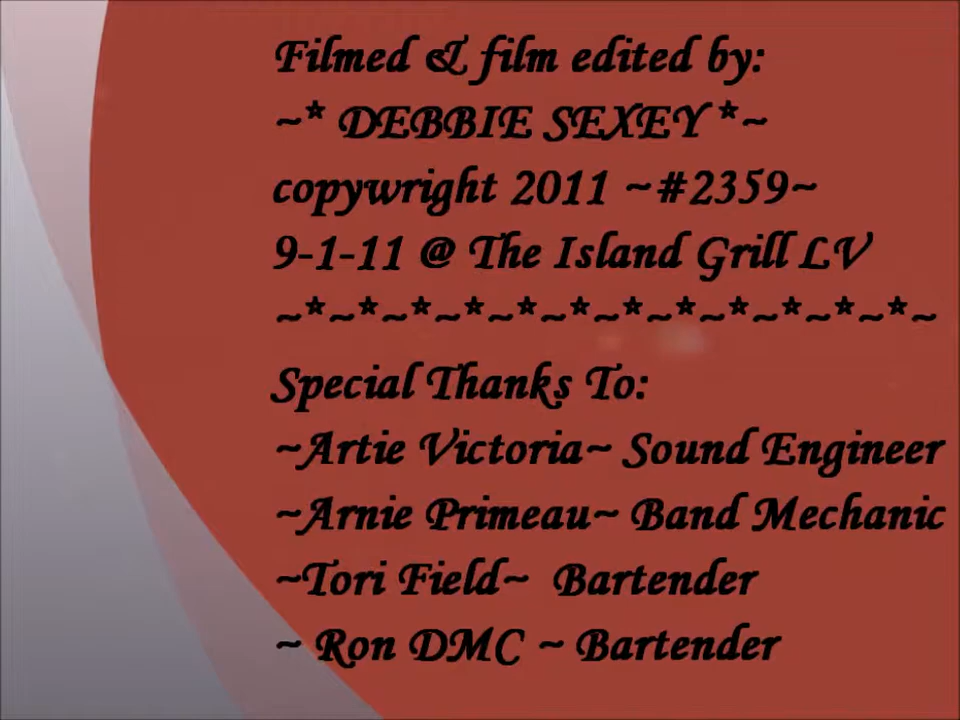 Filmed & film edited by:
~* DEBBIE SEXEY *~
copywright 2011 ~#2359~
9-1-11 @ The Island Grill LV
~*~*~*~*~*~*~*~*~*~*~*~*~
Special Thanks To:
~Artie Victoria~ Sound Engineer
~Arnie Primeau~ Band Mechanic
~Tori Field~ Bartender
~ Ron DMC ~ Bartender